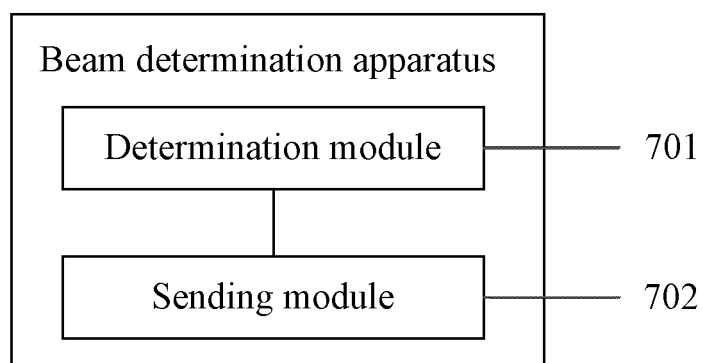 Beam determination apparatus
Determination module
701
Sending module
702